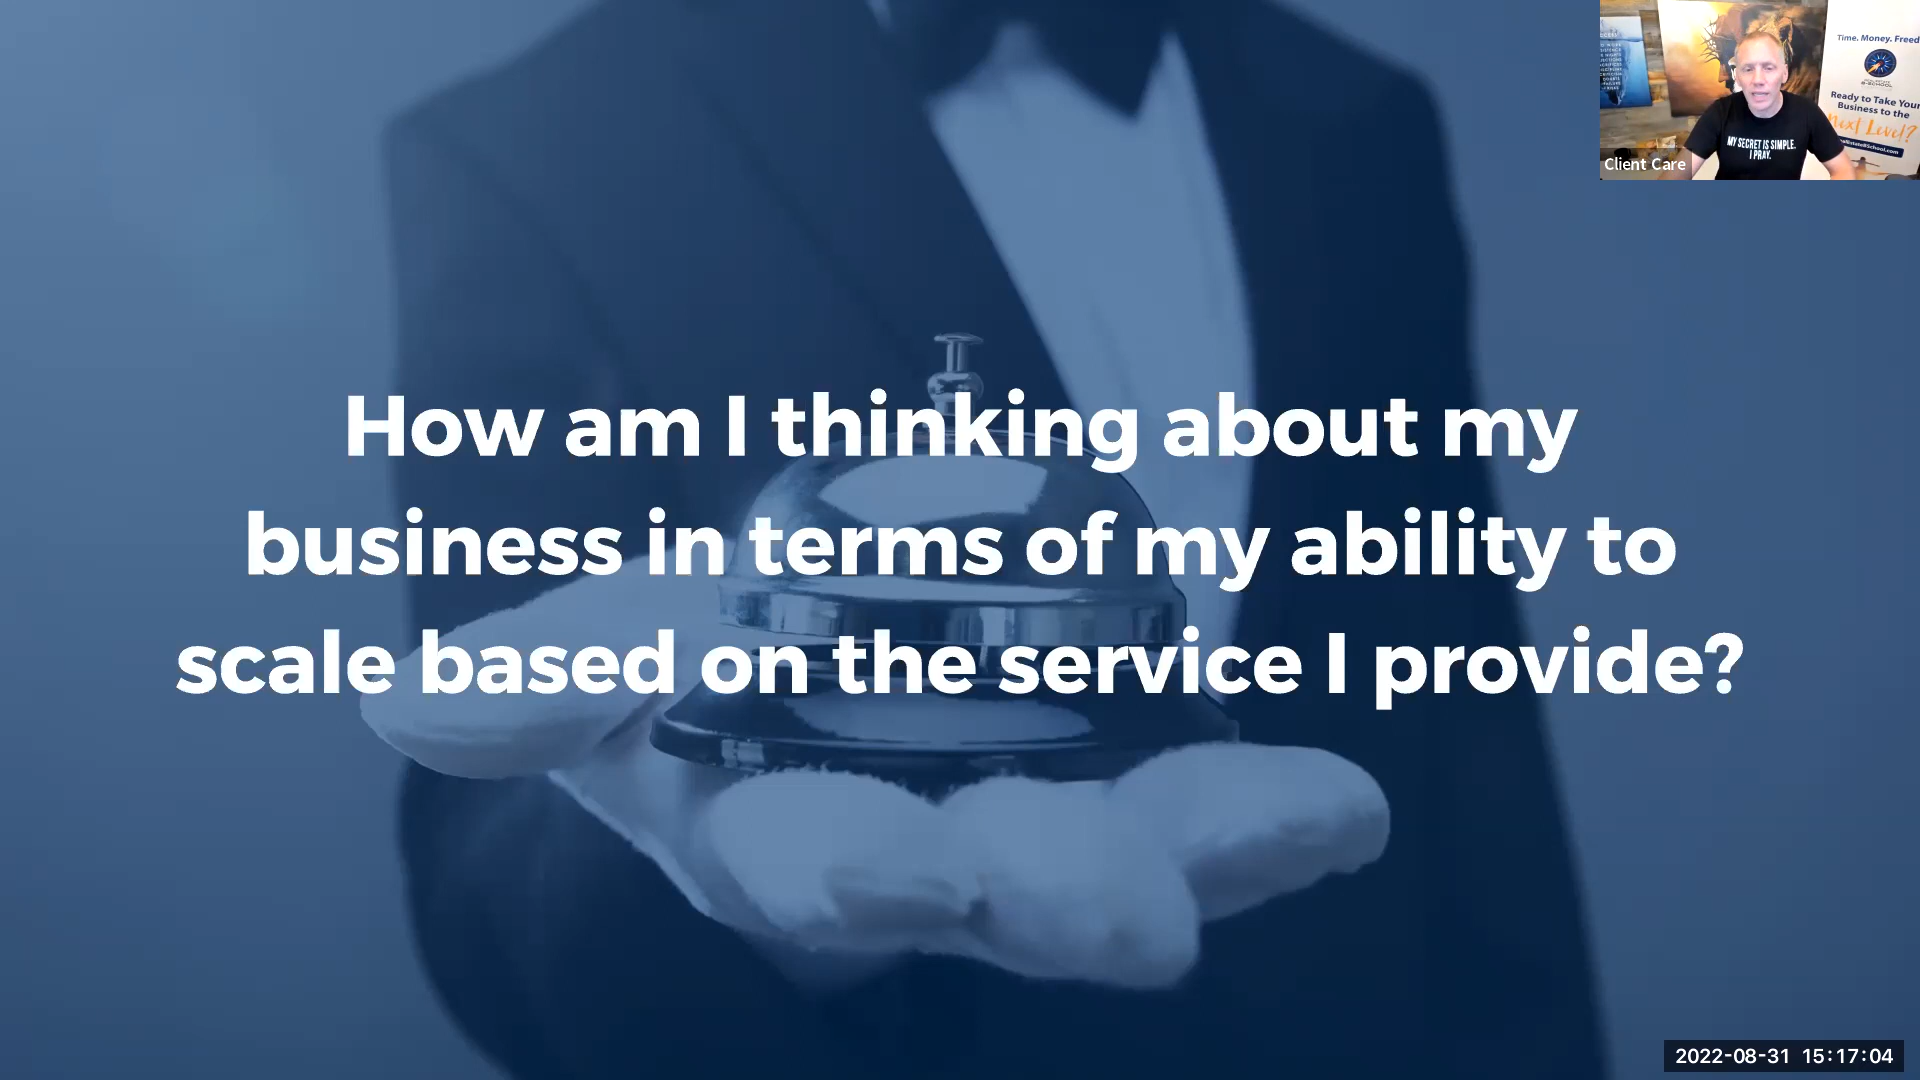 How am I thinking about my
business in terms of my ability to
scale based on the service I provide?
Time. Money. Freed
B-SCHOOL
Ready to Take Your
Business to the
Next Level?
MY SECRET IS SIMPLE.
I PRAY.
Client Care
2022-08-31 15:17:04